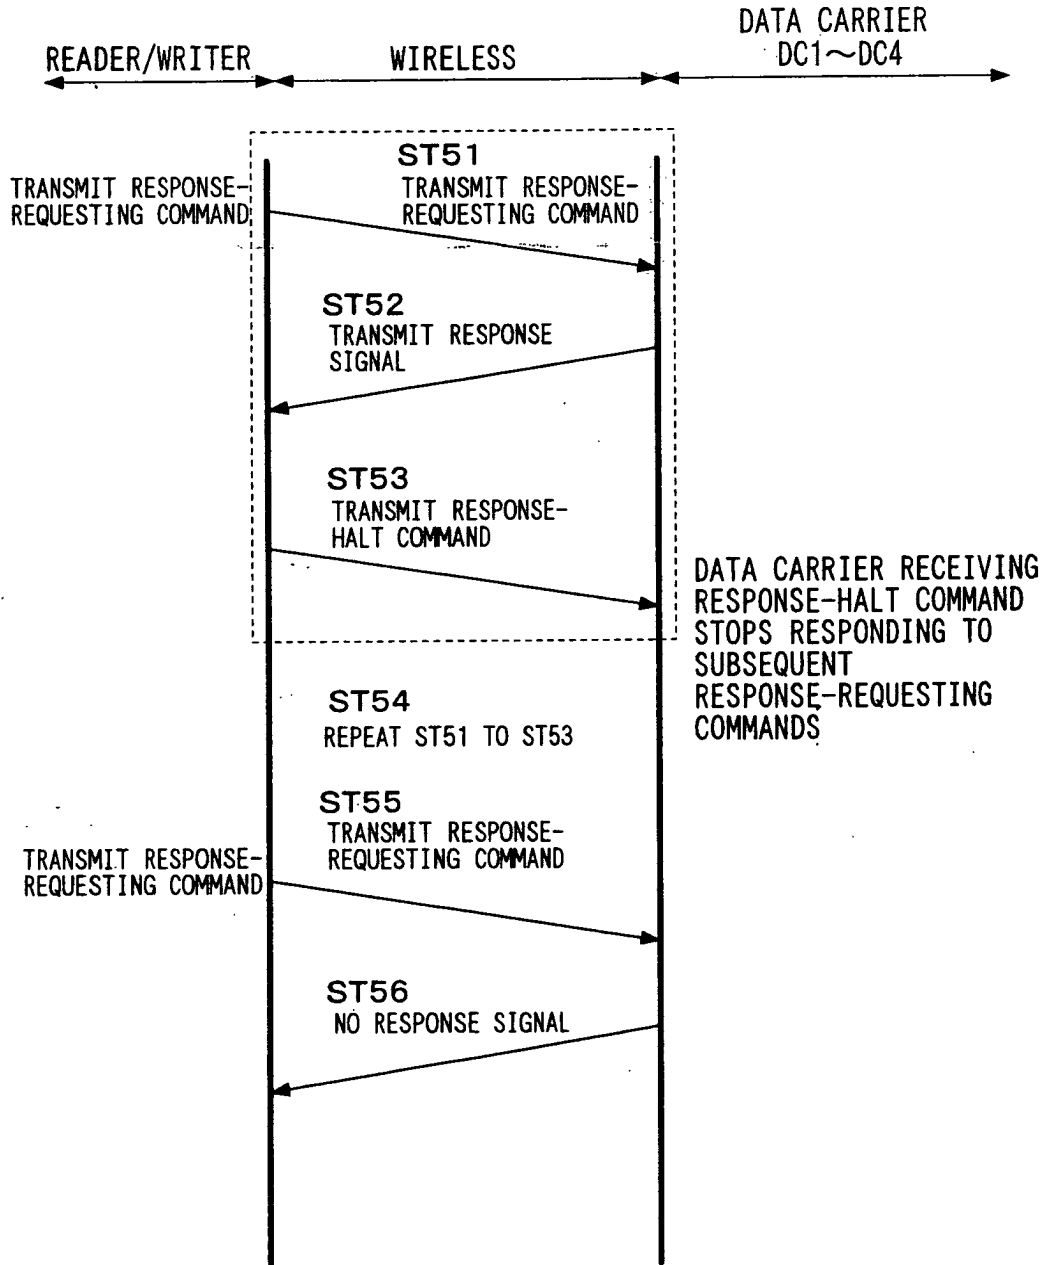 READER/WRITER
WIRELESS
DATA CARRIER
DC1～DC4
ST51
TRANSMIT RESPONSE-
REQUESTING COMMAND
TRANSMIT RESPONSE-
REQUESTING COMMAND
ST52
TRANSMIT RESPONSE
SIGNAL
ST53
TRANSMIT RESPONSE-
HALT COMMAND
DATA CARRIER RECEIVING
RESPONSE-HALT COMMAND
STOPS RESPONDING TO
SUBSEQUENT
RESPONSE-REQUESTING
COMMANDS
ST54
REPEAT ST51 TO ST53
ST55
TRANSMIT RESPONSE-
REQUESTING COMMAND
TRANSMIT RESPONSE-
REQUESTING COMMAND
ST56
NO RESPONSE SIGNAL